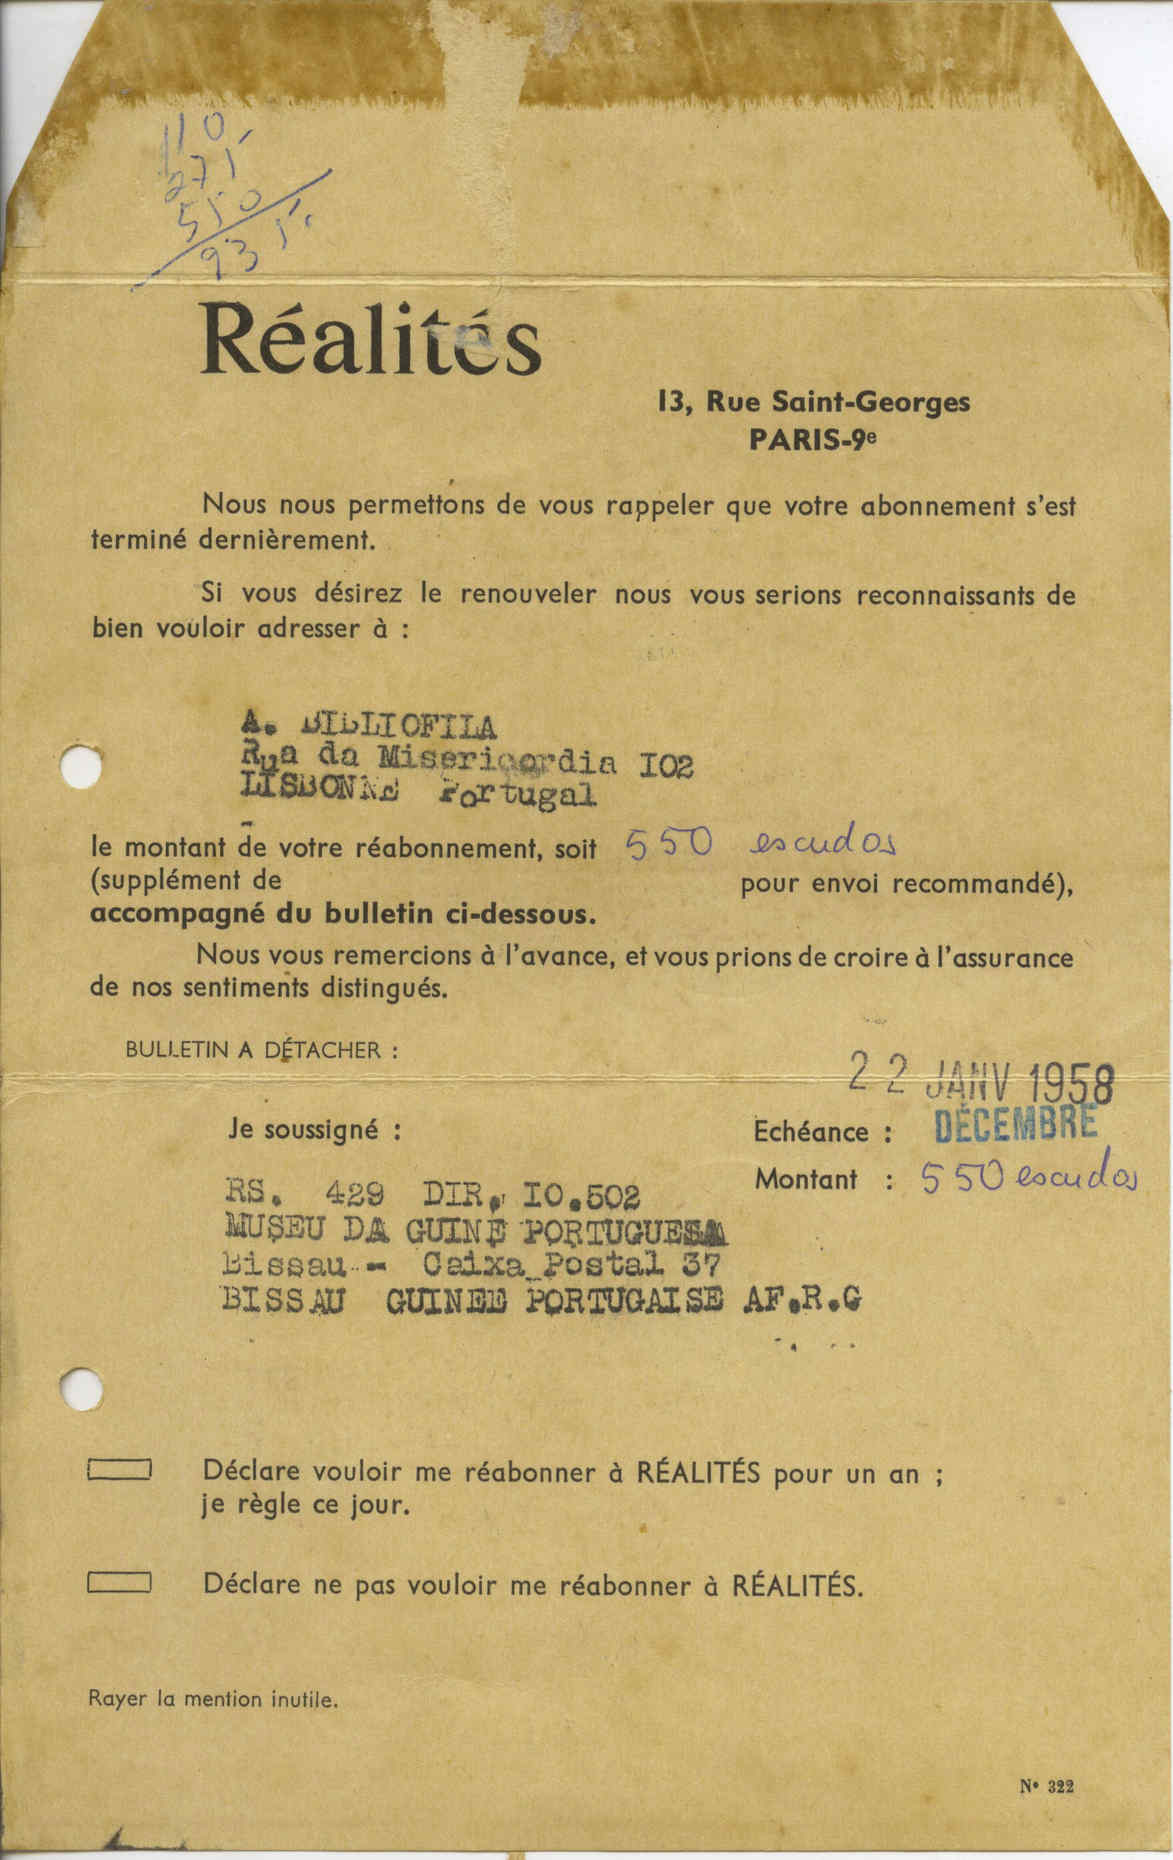 110
275
550
935
Réalités
13, Rue Saint-Georges
PARIS-9e
Nous nous permettons de vous rappeler que votre abonnement s'est
terminé dernièrement.
Si vous désirez le renouveler nous vous serions reconnaissants de
bien vouloir adresser à :
A. BIBLIOFILA
Rua da Misericordia I02
LISBONNE Portugal
le montant de votre réabonnement, soit 550 escudos
(supplément de pour envoi recommandé),
accompagné du bulletin ci-dessous.
Nous vous remercions à l'avance, et vous prions de croire à l'assurance
de nos sentiments distingués.
BULLETIN A DÉTACHER :
22 JANV 1958
Je soussigné :
Echéance : DÉCEMBRE
Montant : 550 escudos
RS. 429 DIR. IO.502
MUSEU DA GUINE PORTUGUESA
Bissau - Caixa Postal 37
BISSAU GUINEE PORTUGAISE AF.R.G
Déclare vouloir me réabonner à RÉALITÉS pour un an ;
je règle ce jour.
Déclare ne pas vouloir me réabonner à RÉALITÉS.
Rayer la mention inutile.
N° 322